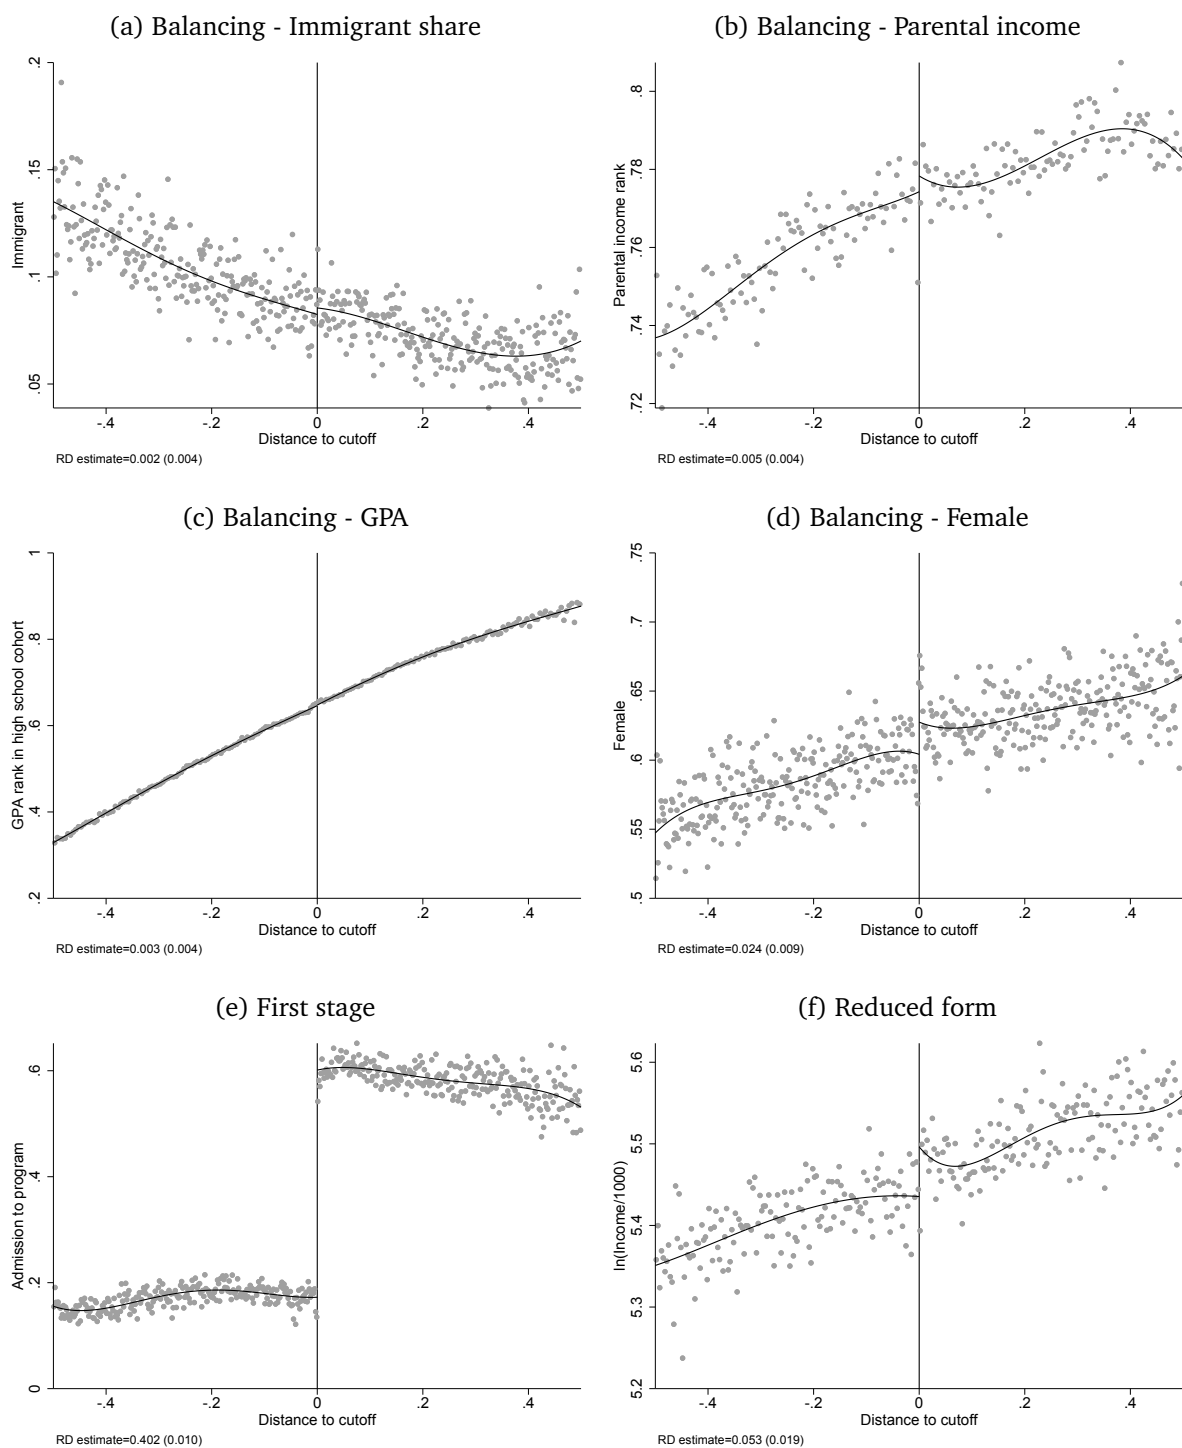 (a) Balancing - Immigrant share
.2
.15
.1
.05
Immigrant
-.4 -.2 0 .2 .4
Distance to cutoff
RD estimate=0.002 (0.004)
(b) Balancing - Parental income
.8
.78
.76
.74
.72
Parental income rank
-.4 -.2 0 .2 .4
Distance to cutoff
RD estimate=0.005 (0.004)
(c) Balancing - GPA
1
.8
.6
.4
.2
GPA rank in high school cohort
-.4 -.2 0 .2 .4
Distance to cutoff
RD estimate=0.003 (0.004)
(d) Balancing - Female
.75
.7
.65
.6
.55
.5
Female
-.4 -.2 0 .2 .4
Distance to cutoff
RD estimate=0.024 (0.009)
(e) First stage
.6
.4
.2
0
Admission to program
-.4 -.2 0 .2 .4
Distance to cutoff
RD estimate=0.402 (0.010)
(f) Reduced form
5.6
5.5
5.4
5.3
5.2
ln(Income/1000)
-.4 -.2 0 .2 .4
Distance to cutoff
RD estimate=0.053 (0.019)